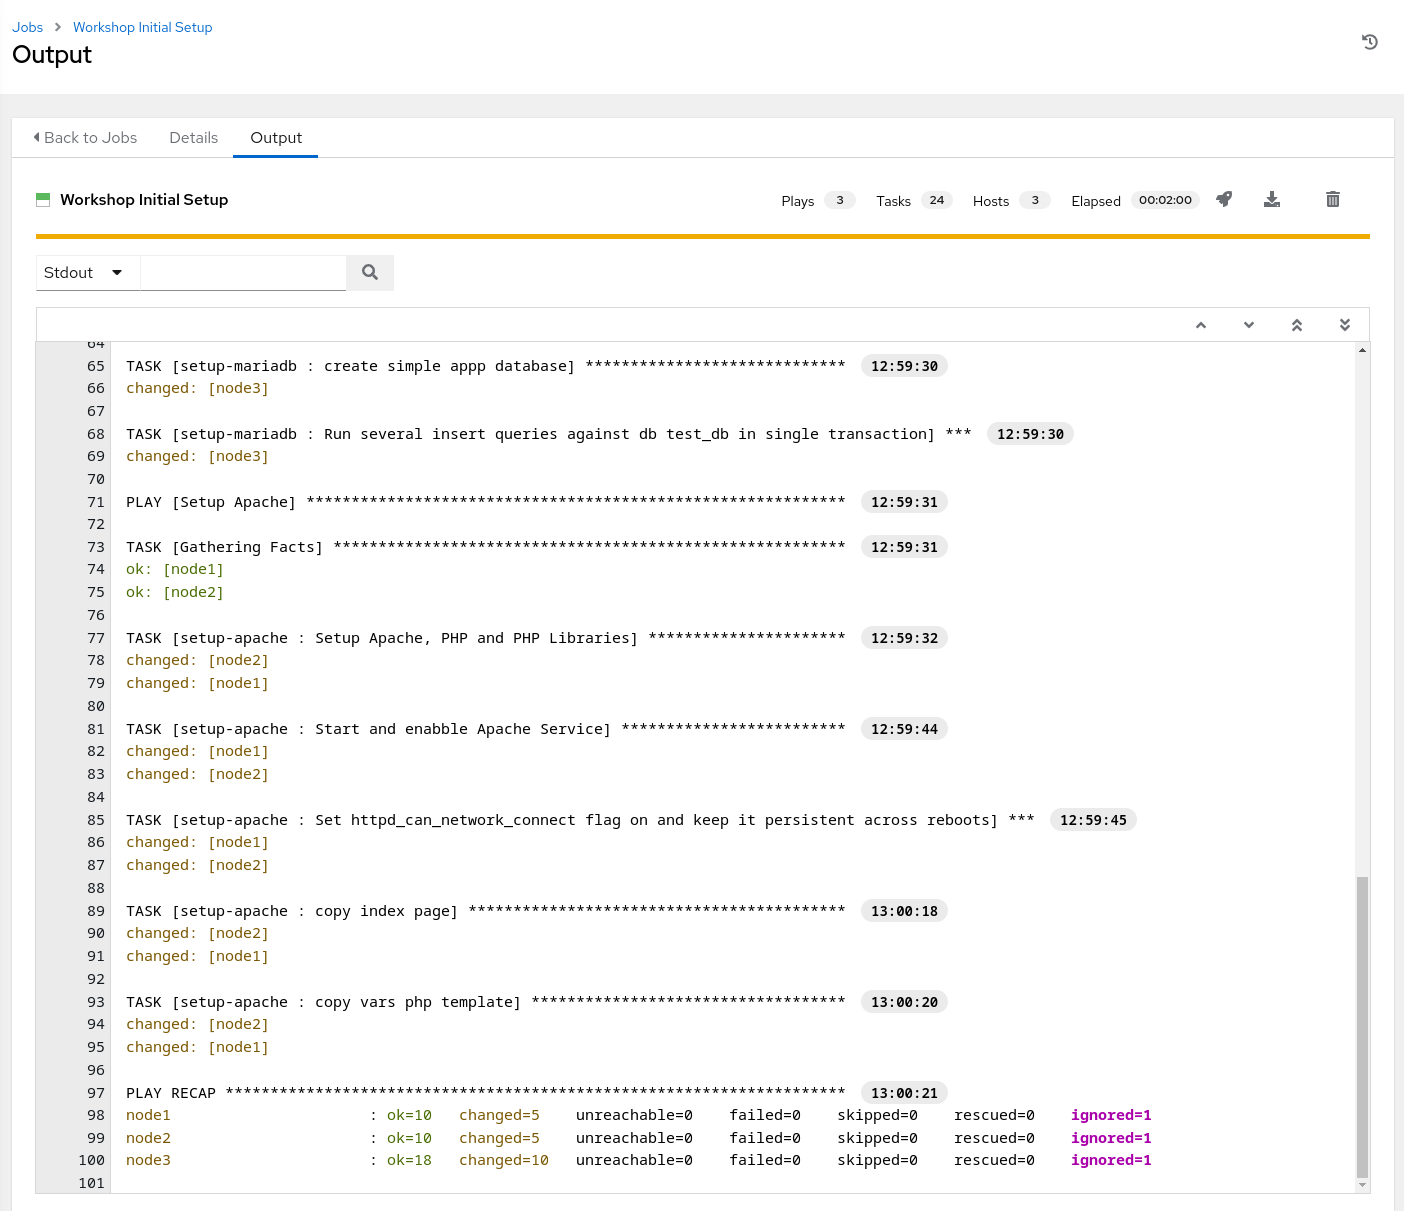 Jobs > Workshop Initial Setup
Output
Back to Jobs Details Output
Workshop Initial Setup Plays 3 Tasks 24 Hosts 3 Elapsed 00:02:00
Stdout
64
65 TASK [setup-mariadb : create simple appp database] ***************************** 12:59:30
66 changed: [node3]
67
68 TASK [setup-mariadb : Run several insert queries against db test_db in single transaction] *** 12:59:30
69 changed: [node3]
70
71 PLAY [Setup Apache] ************************************************************ 12:59:31
72
73 TASK [Gathering Facts] ********************************************************* 12:59:31
74 ok: [node1]
75 ok: [node2]
76
77 TASK [setup-apache : Setup Apache, PHP and PHP Libraries] ********************** 12:59:32
78 changed: [node2]
79 changed: [node1]
80
81 TASK [setup-apache : Start and enabble Apache Service] ************************* 12:59:44
82 changed: [node1]
83 changed: [node2]
84
85 TASK [setup-apache : Set httpd_can_network_connect flag on and keep it persistent across reboots] *** 12:59:45
86 changed: [node1]
87 changed: [node2]
88
89 TASK [setup-apache : copy index page] ****************************************** 13:00:18
90 changed: [node2]
91 changed: [node1]
92
93 TASK [setup-apache : copy vars php template] *********************************** 13:00:20
94 changed: [node2]
95 changed: [node1]
96
97 PLAY RECAP ********************************************************************* 13:00:21
98 node1 : ok=10 changed=5 unreachable=0 failed=0 skipped=0 rescued=0 ignored=1
99 node2 : ok=10 changed=5 unreachable=0 failed=0 skipped=0 rescued=0 ignored=1
100 node3 : ok=18 changed=10 unreachable=0 failed=0 skipped=0 rescued=0 ignored=1
101